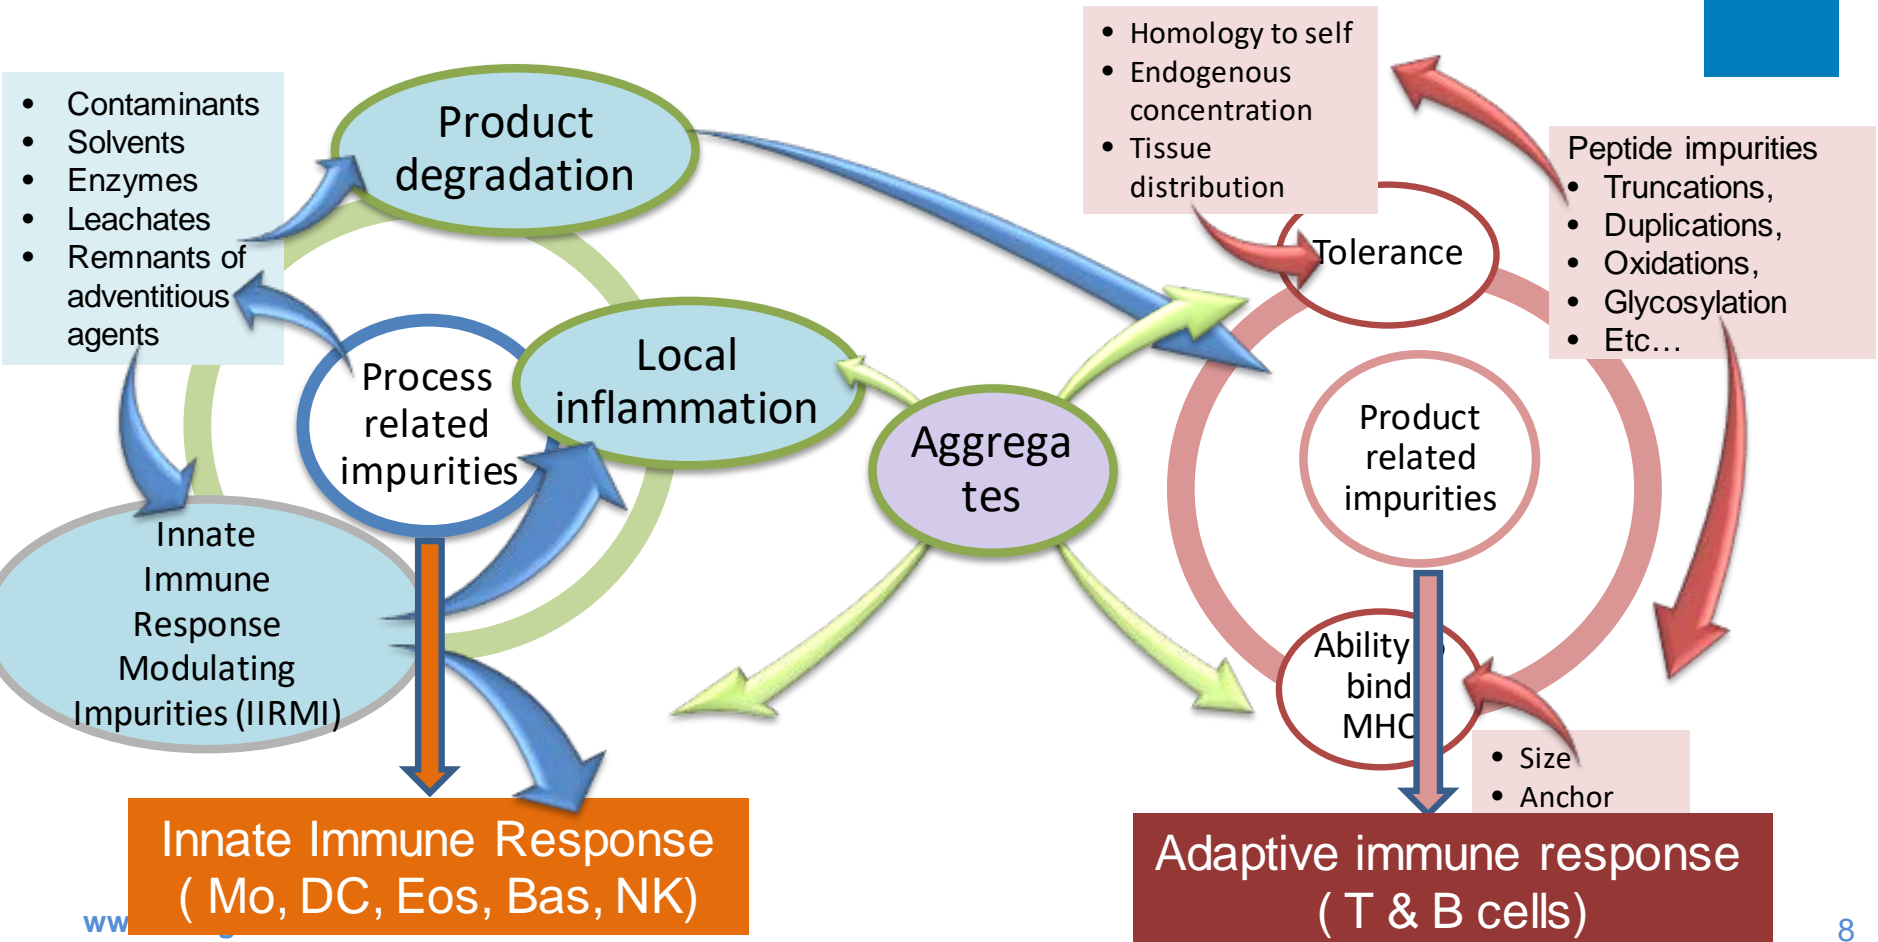 • Contaminants
• Solvents
• Enzymes
• Leachates
• Remnants of
adventitious
agents
Product
degradation
Process
related
impurities
Local
inflammation
Innate
Immune
Response
Modulating
Impurities (IIRMI)
Innate Immune Response
( Mo, DC, Eos, Bas, NK)
Aggrega
tes
• Homology to self
• Endogenous
concentration
• Tissue
distribution
Tolerance
Peptide impurities
• Truncations,
• Duplications,
• Oxidations,
• Glycosylation
• Etc…
Product
related
impurities
Ability
bind
MHC
• Size
• Anchor
Adaptive immune response
( T & B cells)
8